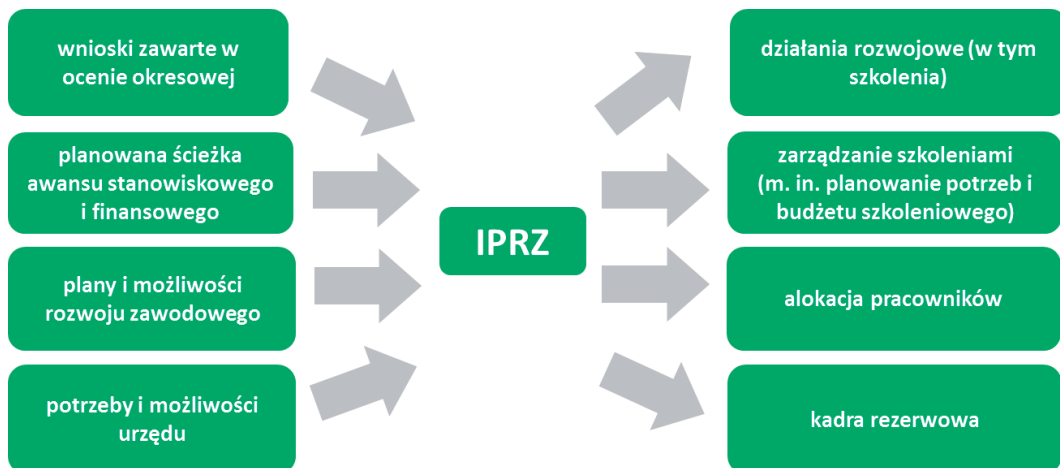 wnioski zawarte w
ocenie okresowej
planowana ścieżka
awansu stanowiskowego
i finansowego
plany i możliwości
rozwoju zawodowego
potrzeby i możliwości
urzędu
IPRZ
działania rozwojowe (w tym
szkolenia)
zarządzanie szkoleniami
(m. in. planowanie potrzeb i
budżetu szkoleniowego)
alokacja pracowników
kadra rezerwowa